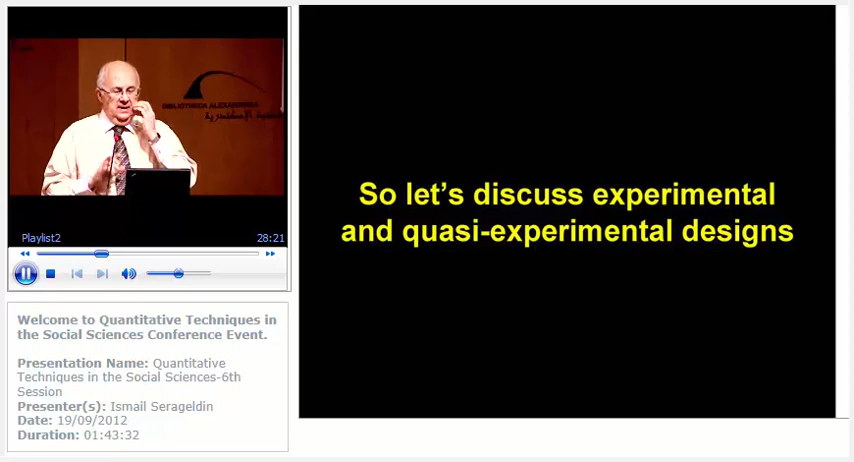 BIBLIOTHECA ALEXANDRINA
Playlist2
28:21
Welcome to Quantitative Techniques in
the Social Sciences Conference Event.
Presentation Name: Quantitative
Techniques in the Social Sciences-6th
Session
Presenter(s): Ismail Serageldin
Date: 19/09/2012
Duration: 01:43:32
So let’s discuss experimental
and quasi-experimental designs